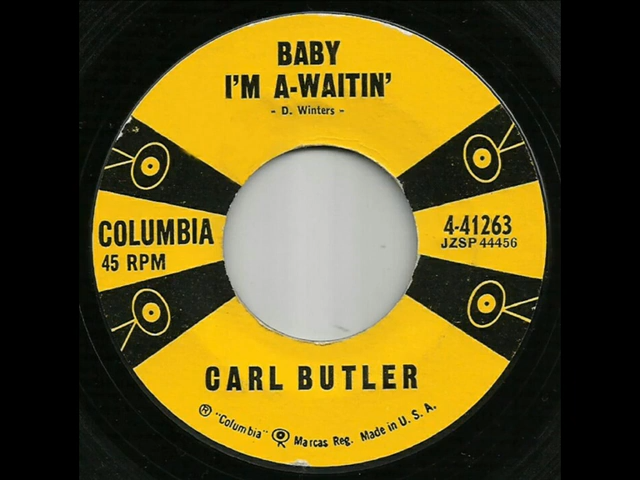 BABY
I'M A-WAITIN'
- D. Winters -
COLUMBIA
45 RPM
4-41263
JZSP 44456
CARL BUTLER
® "Columbia" Marcas Reg. Made in U. S. A.